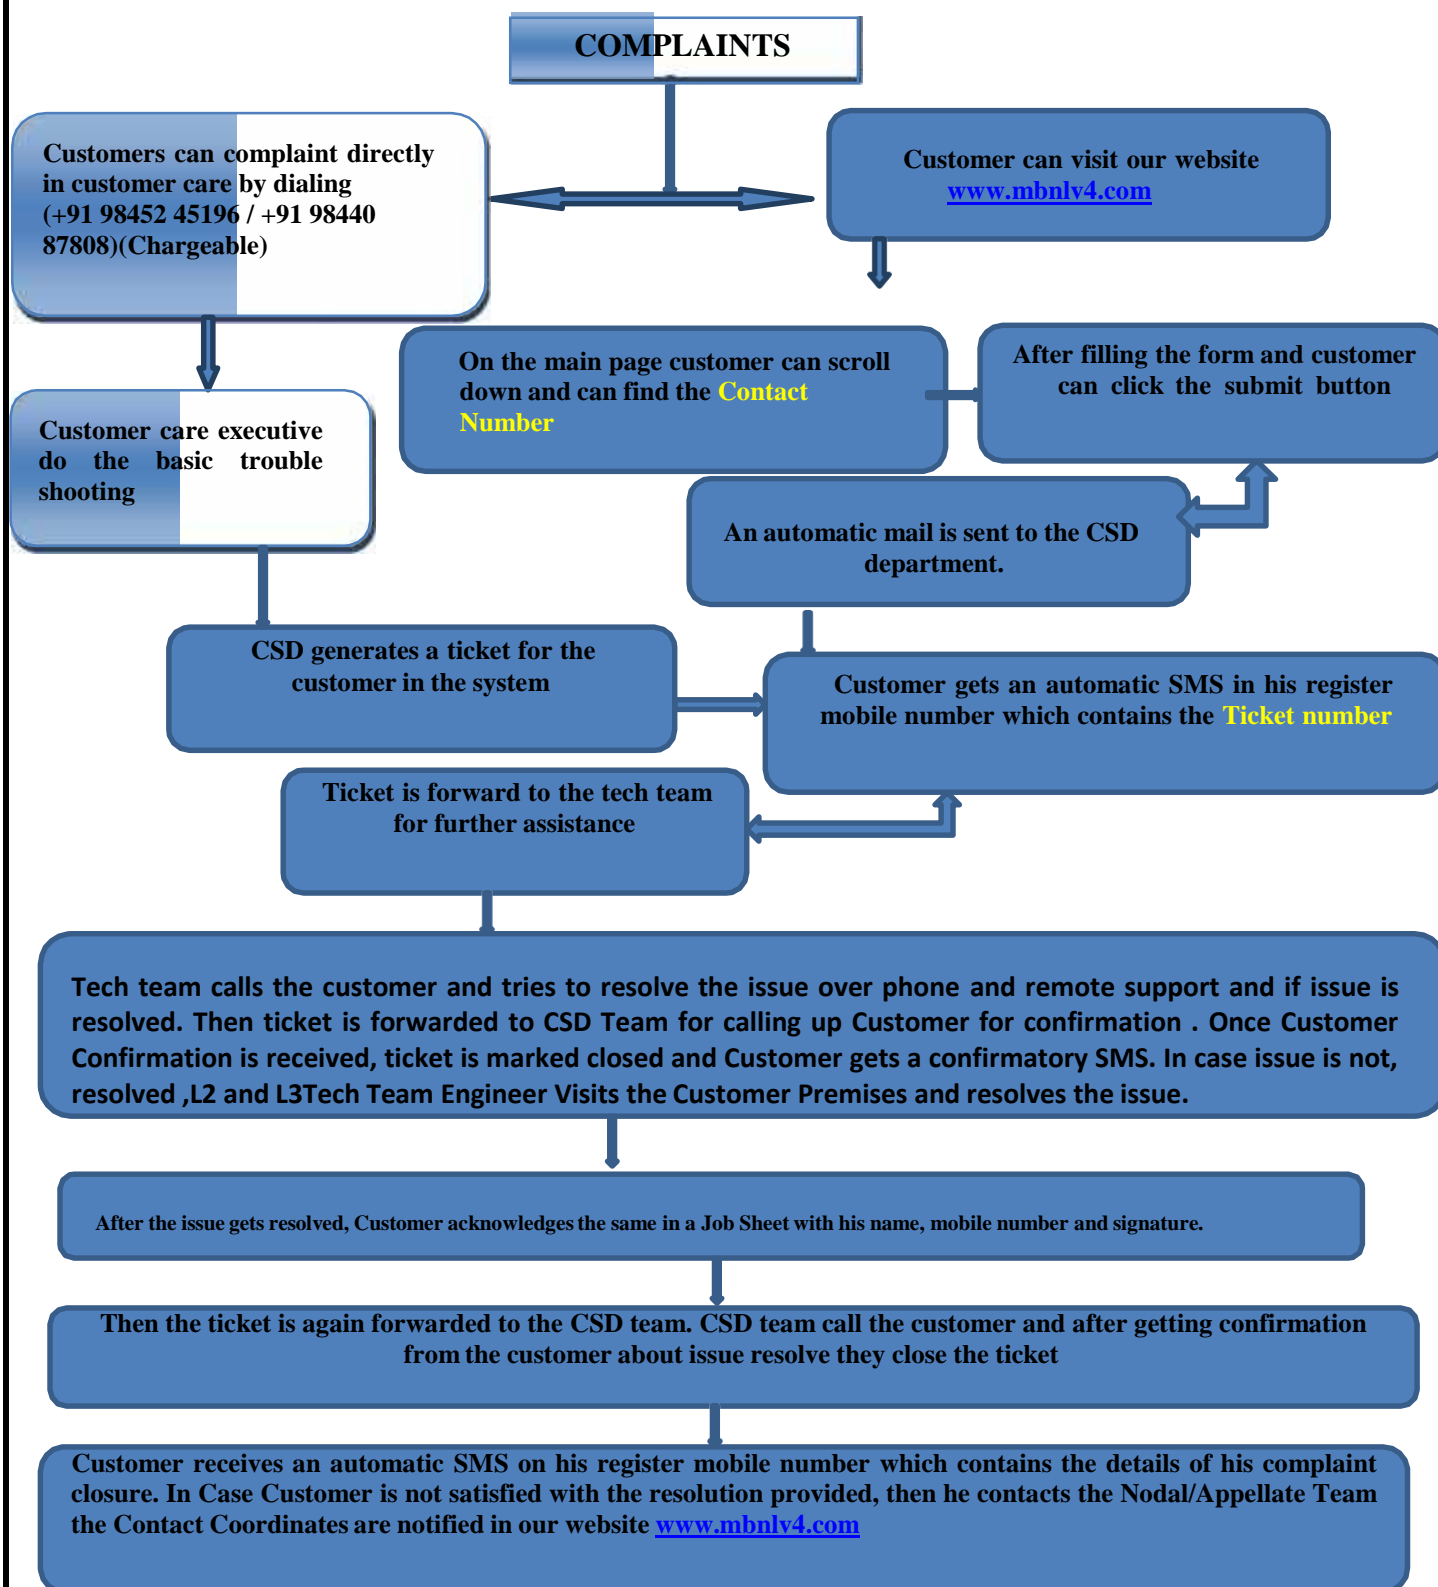 COMPLAINTS
Customers can complaint directly
in customer care by dialing
(+91 98452 45196 / +91 98440
87808)(Chargeable)
Customer can visit our website
www.mbnlv4.com
On the main page customer can scroll
down and can find the Contact
Number
After filling the form and customer
can click the submit button
Customer care executive
do the basic trouble
shooting
An automatic mail is sent to the CSD
department.
CSD generates a ticket for the
customer in the system
Customer gets an automatic SMS in his register
mobile number which contains the Ticket number
Ticket is forward to the tech team
for further assistance
Tech team calls the customer and tries to resolve the issue over phone and remote support and if issue is
resolved. Then ticket is forwarded to CSD Team for calling up Customer for confirmation . Once Customer
Confirmation is received, ticket is marked closed and Customer gets a confirmatory SMS. In case issue is not,
resolved ,L2 and L3Tech Team Engineer Visits the Customer Premises and resolves the issue.
After the issue gets resolved, Customer acknowledges the same in a Job Sheet with his name, mobile number and signature.
Then the ticket is again forwarded to the CSD team. CSD team call the customer and after getting confirmation
from the customer about issue resolve they close the ticket
Customer receives an automatic SMS on his register mobile number which contains the details of his complaint
closure. In Case Customer is not satisfied with the resolution provided, then he contacts the Nodal/Appellate Team
the Contact Coordinates are notified in our website www.mbnlv4.com